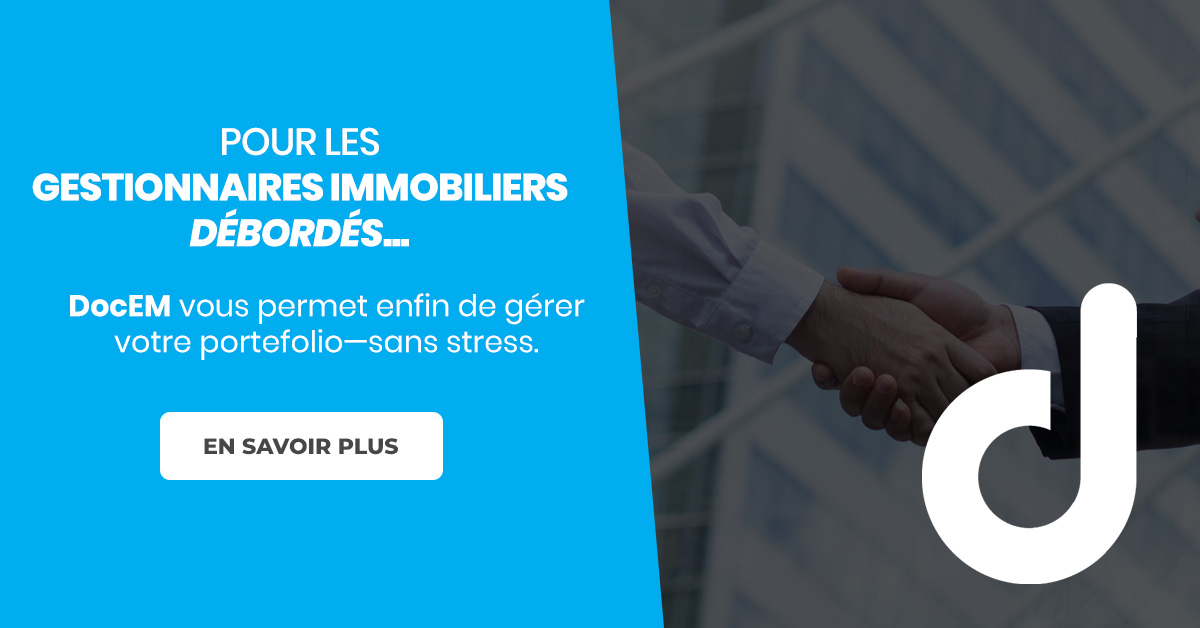 POUR LES
GESTIONNAIRES IMMOBILIERS
DÉBORDÉS...
DocEM vous permet enfin de gérer
votre portefolio—sans stress.
EN SAVOIR PLUS